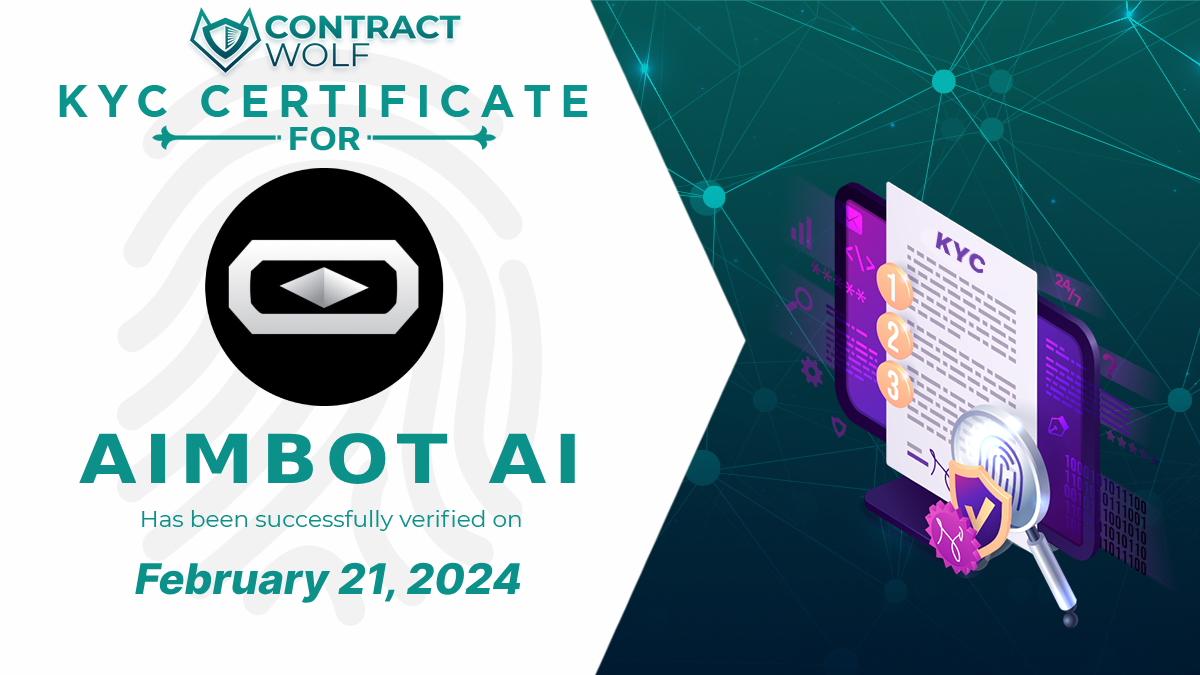 CONTRACT
WOLF
KYC CERTIFICATE
FOR
AIMBOT AI
Has been successfully verified on
February 21, 2024
KYC
1
2
3
</>
*****
24/7
?